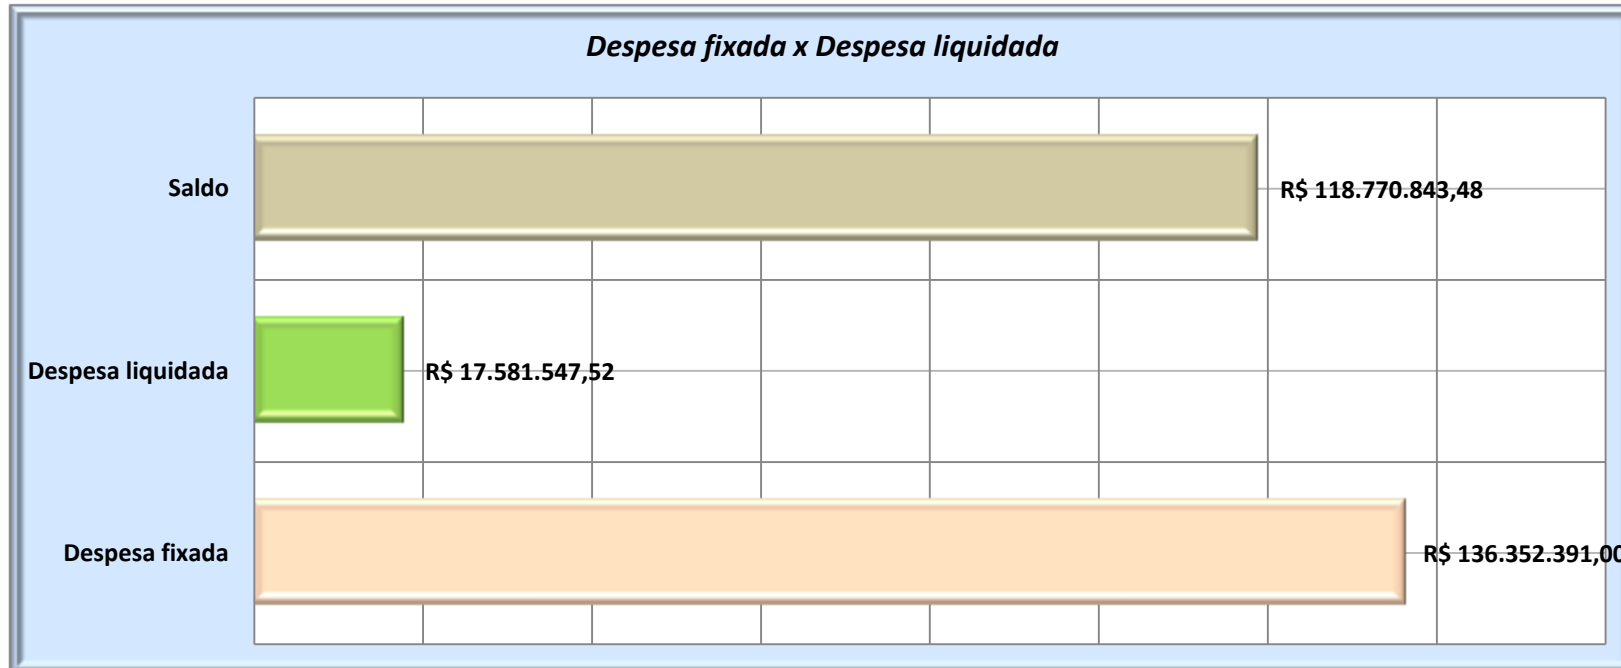 Despesa fixada x Despesa liquidada
Saldo
R$ 118.770.843,48
Despesa liquidada
R$ 17.581.547,52
Despesa fixada
R$ 136.352.391,00